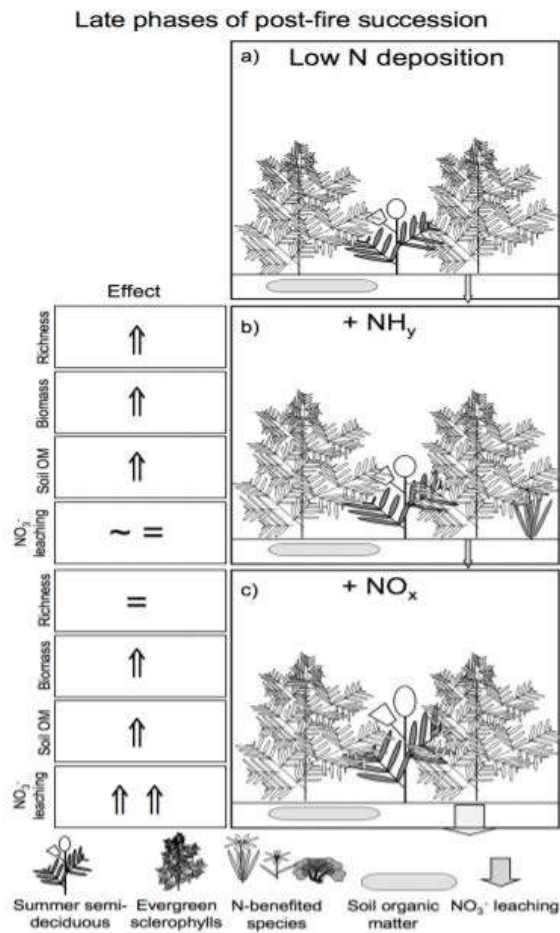 Late phases of post-fire succession
a) Low N deposition
Effect
Richness
⇑
Biomass
⇑
Soil OM
⇑
NO₃⁻ leaching
~ =
b) + NHᵧ
Richness
=
Biomass
⇑
Soil OM
⇑
NO₃⁻ leaching
⇑ ⇑
c) + NOₓ
Summer semi-
deciduous
Evergreen
sclerophylls
N-benefited
species
Soil organic
matter
NO₃⁻ leaching